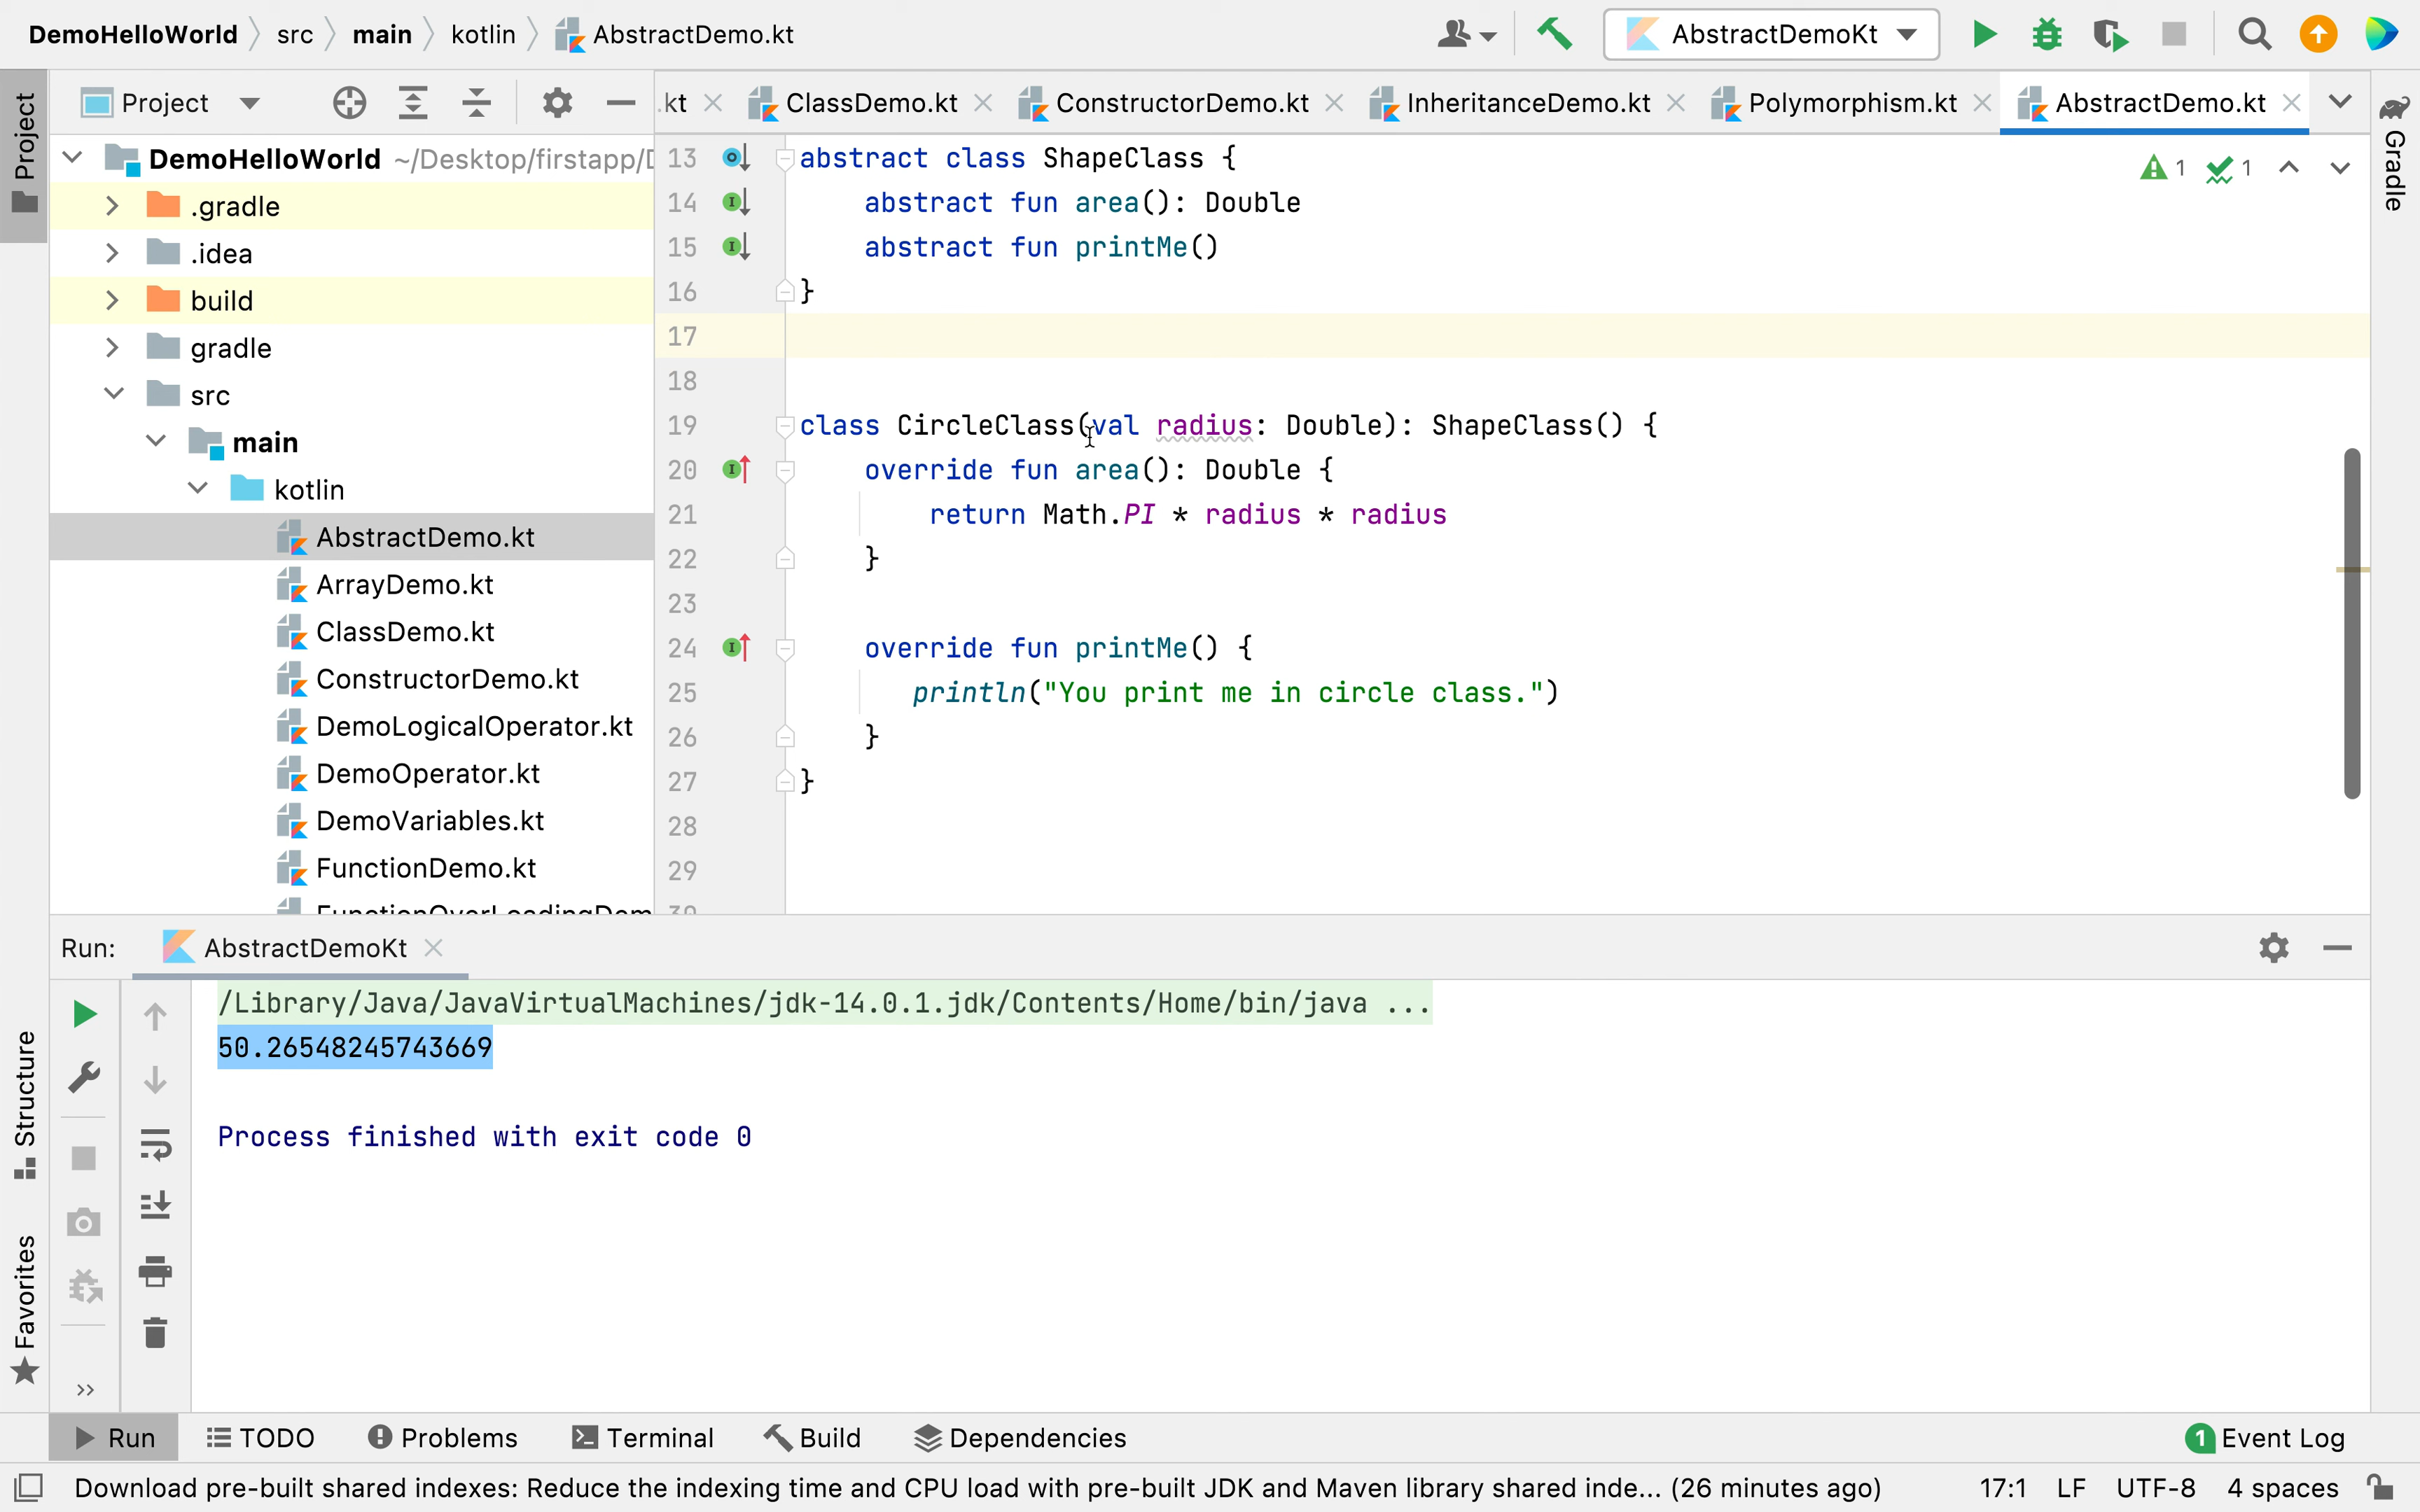 DemoHelloWorld src main kotlin AbstractDemo.kt AbstractDemoKt
Project
Project
.kt ClassDemo.kt ConstructorDemo.kt InheritanceDemo.kt Polymorphism.kt AbstractDemo.kt
Gradle
DemoHelloWorld ~/Desktop/firstapp/
.gradle
.idea
build
gradle
src
main
kotlin
AbstractDemo.kt
ArrayDemo.kt
ClassDemo.kt
ConstructorDemo.kt
DemoLogicalOperator.kt
DemoOperator.kt
DemoVariables.kt
FunctionDemo.kt
FunctionOverLoadingDem
1 1
13 abstract class ShapeClass {
14 abstract fun area(): Double
15 abstract fun printMe()
16 }
17
18
19 class CircleClass(val radius: Double): ShapeClass() {
20 override fun area(): Double {
21 return Math.PI * radius * radius
22 }
23
24 override fun printMe() {
25 println("You print me in circle class.")
26 }
27 }
28
29
30
Run: AbstractDemoKt
/Library/Java/JavaVirtualMachines/jdk-14.0.1.jdk/Contents/Home/bin/java ...
50.26548245743669
Process finished with exit code 0
Structure
Favorites
Run TODO Problems Terminal Build Dependencies 1 Event Log
Download pre-built shared indexes: Reduce the indexing time and CPU load with pre-built JDK and Maven library shared inde... (26 minutes ago) 17:1 LF UTF-8 4 spaces